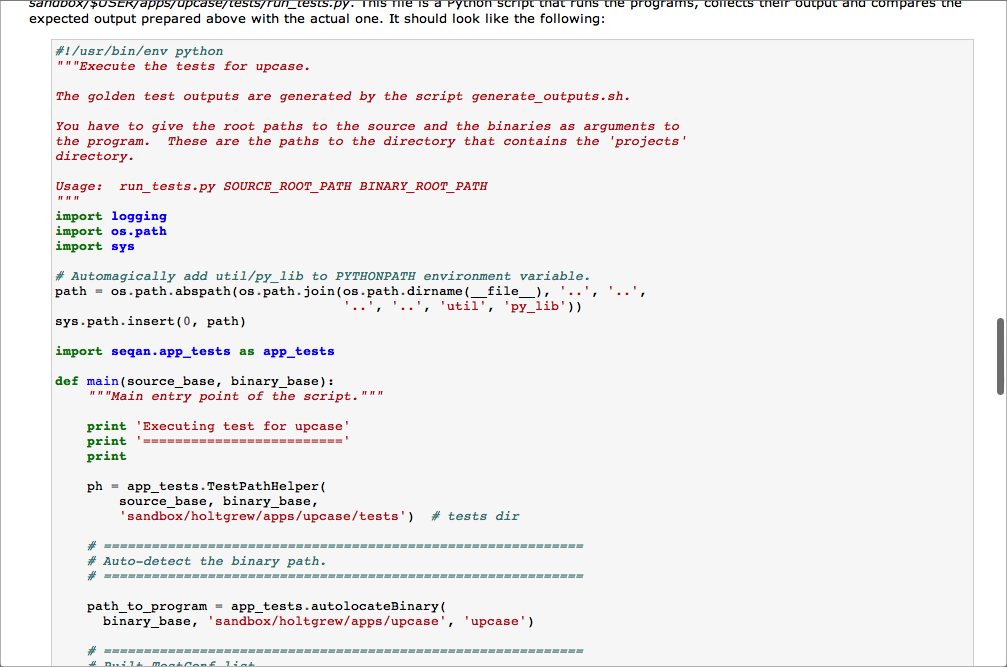 sandbox/$USER/apps/upcase/tests/run_tests.py. This file is a Python script that runs the programs, collects their output and compares the
expected output prepared above with the actual one. It should look like the following:
#!/usr/bin/env python
"""Execute the tests for upcase.
The golden test outputs are generated by the script generate_outputs.sh.
You have to give the root paths to the source and the binaries as arguments to
the program.  These are the paths to the directory that contains the 'projects'
directory.
Usage:  run_tests.py SOURCE_ROOT_PATH BINARY_ROOT_PATH
"""
import logging
import os.path
import sys
# Automagically add util/py_lib to PYTHONPATH environment variable.
path = os.path.abspath(os.path.join(os.path.dirname(__file__), '..', '..',
'..', '..', 'util', 'py_lib'))
sys.path.insert(0, path)
import seqan.app_tests as app_tests
def main(source_base, binary_base):
"""Main entry point of the script."""
print 'Executing test for upcase'
print '========================='
print
ph = app_tests.TestPathHelper(
source_base, binary_base,
'sandbox/holtgrew/apps/upcase/tests')  # tests dir
# ============================================================
# Auto-detect the binary path.
# ============================================================
path_to_program = app_tests.autolocateBinary(
binary_base, 'sandbox/holtgrew/apps/upcase', 'upcase')
# ============================================================
# Built TestConf list.